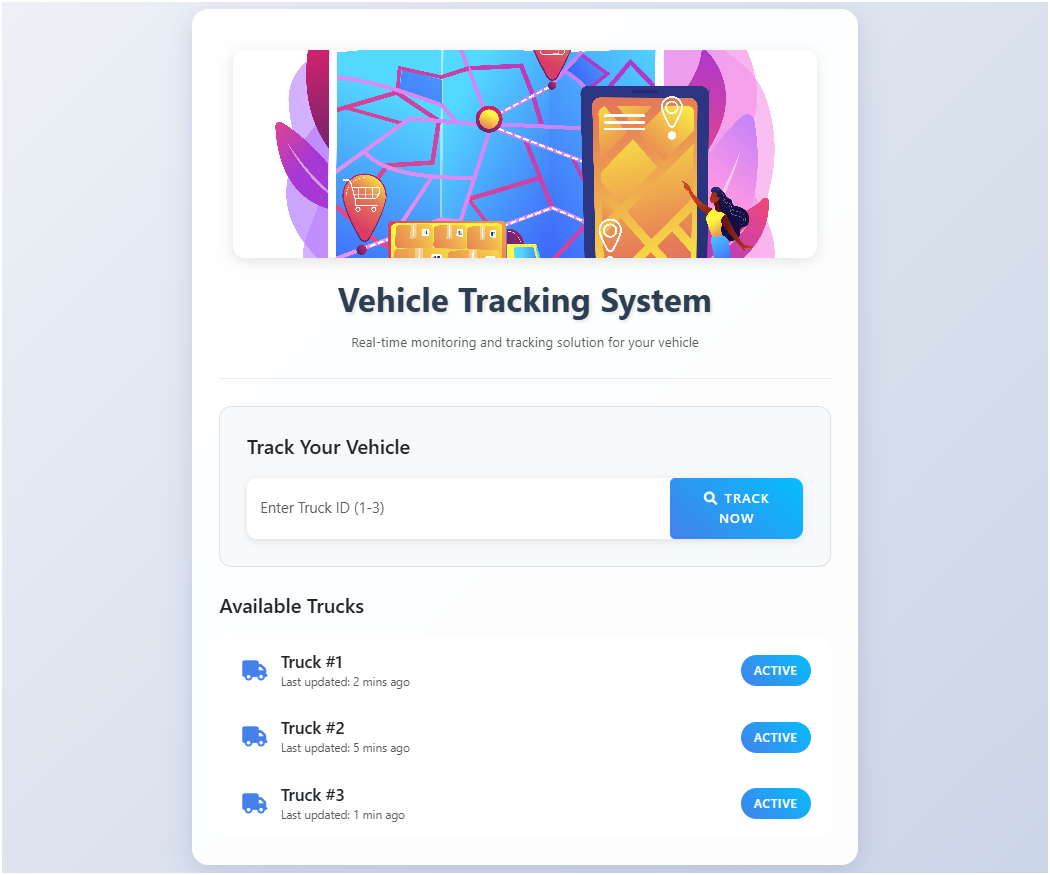 Vehicle Tracking System
Real-time monitoring and tracking solution for your vehicle
Track Your Vehicle
Enter Truck ID (1-3)
TRACK
NOW
Available Trucks
Truck #1
Last updated: 2 mins ago
ACTIVE
Truck #2
Last updated: 5 mins ago
ACTIVE
Truck #3
Last updated: 1 min ago
ACTIVE